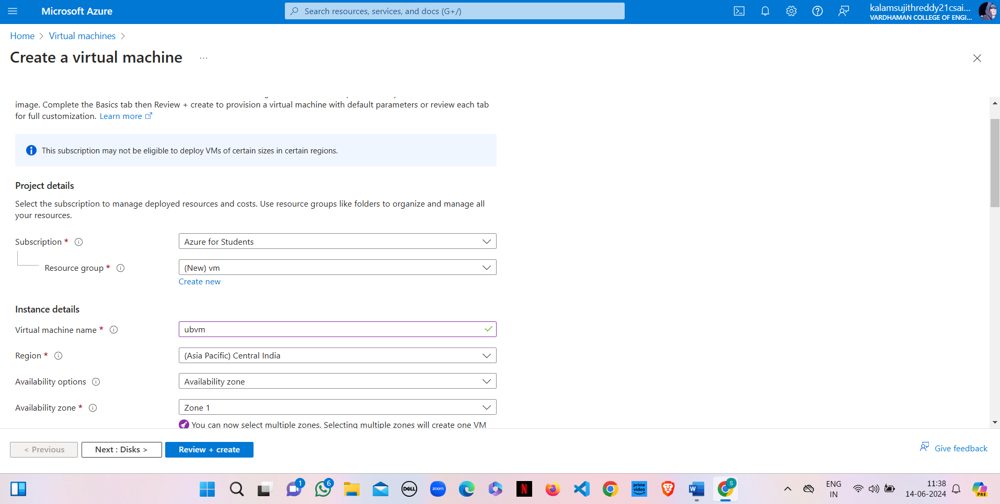 Microsoft Azure
Search resources, services, and docs (G+/)
kalamsujithreddy21csai...
VARDHAMAN COLLEGE OF ENGI...
Home > Virtual machines >
Create a virtual machine ...
image. Complete the Basics tab then Review + create to provision a virtual machine with default parameters or review each tab
for full customization. Learn more
This subscription may not be eligible to deploy VMs of certain sizes in certain regions.
Project details
Select the subscription to manage deployed resources and costs. Use resource groups like folders to organize and manage all
your resources.
Subscription *
Azure for Students
Resource group *
(New) vm
Create new
Instance details
Virtual machine name *
ubvm
Region *
(Asia Pacific) Central India
Availability options
Availability zone
Availability zone *
Zone 1
You can now select multiple zones. Selecting multiple zones will create one VM
< Previous
Next : Disks >
Review + create
Give feedback
1
6
DELL
zoom
N
prime video
W
S
ENG
IN
11:38
14-06-2024
PRE